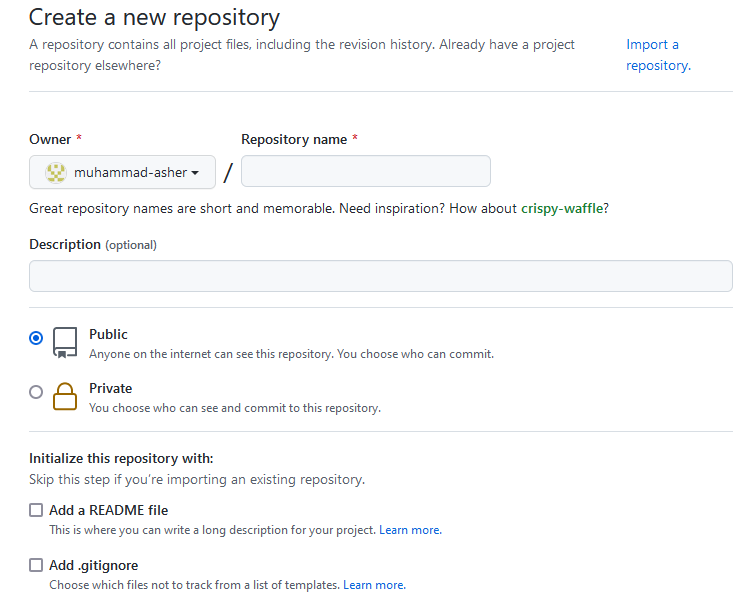 Create a new repository
A repository contains all project files, including the revision history. Already have a project
repository elsewhere?
Import a
repository.
Owner *
Repository name *
muhammad-asher
/
Great repository names are short and memorable. Need inspiration? How about crispy-waffle?
Description (optional)
Public
Anyone on the internet can see this repository. You choose who can commit.
Private
You choose who can see and commit to this repository.
Initialize this repository with:
Skip this step if you're importing an existing repository.
Add a README file
This is where you can write a long description for your project. Learn more.
Add .gitignore
Choose which files not to track from a list of templates. Learn more.